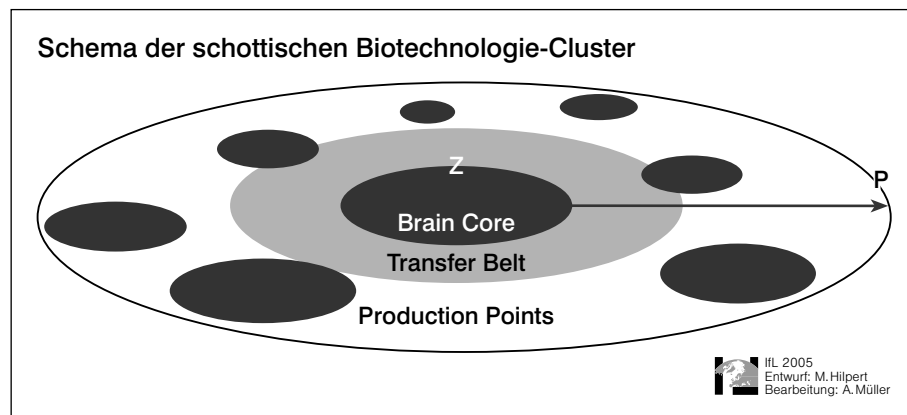 Schema der schottischen Biotechnologie-Cluster
Z
P
Brain Core
Transfer Belt
Production Points
IfL 2005
Entwurf: M. Hilpert
Bearbeitung: A. Müller